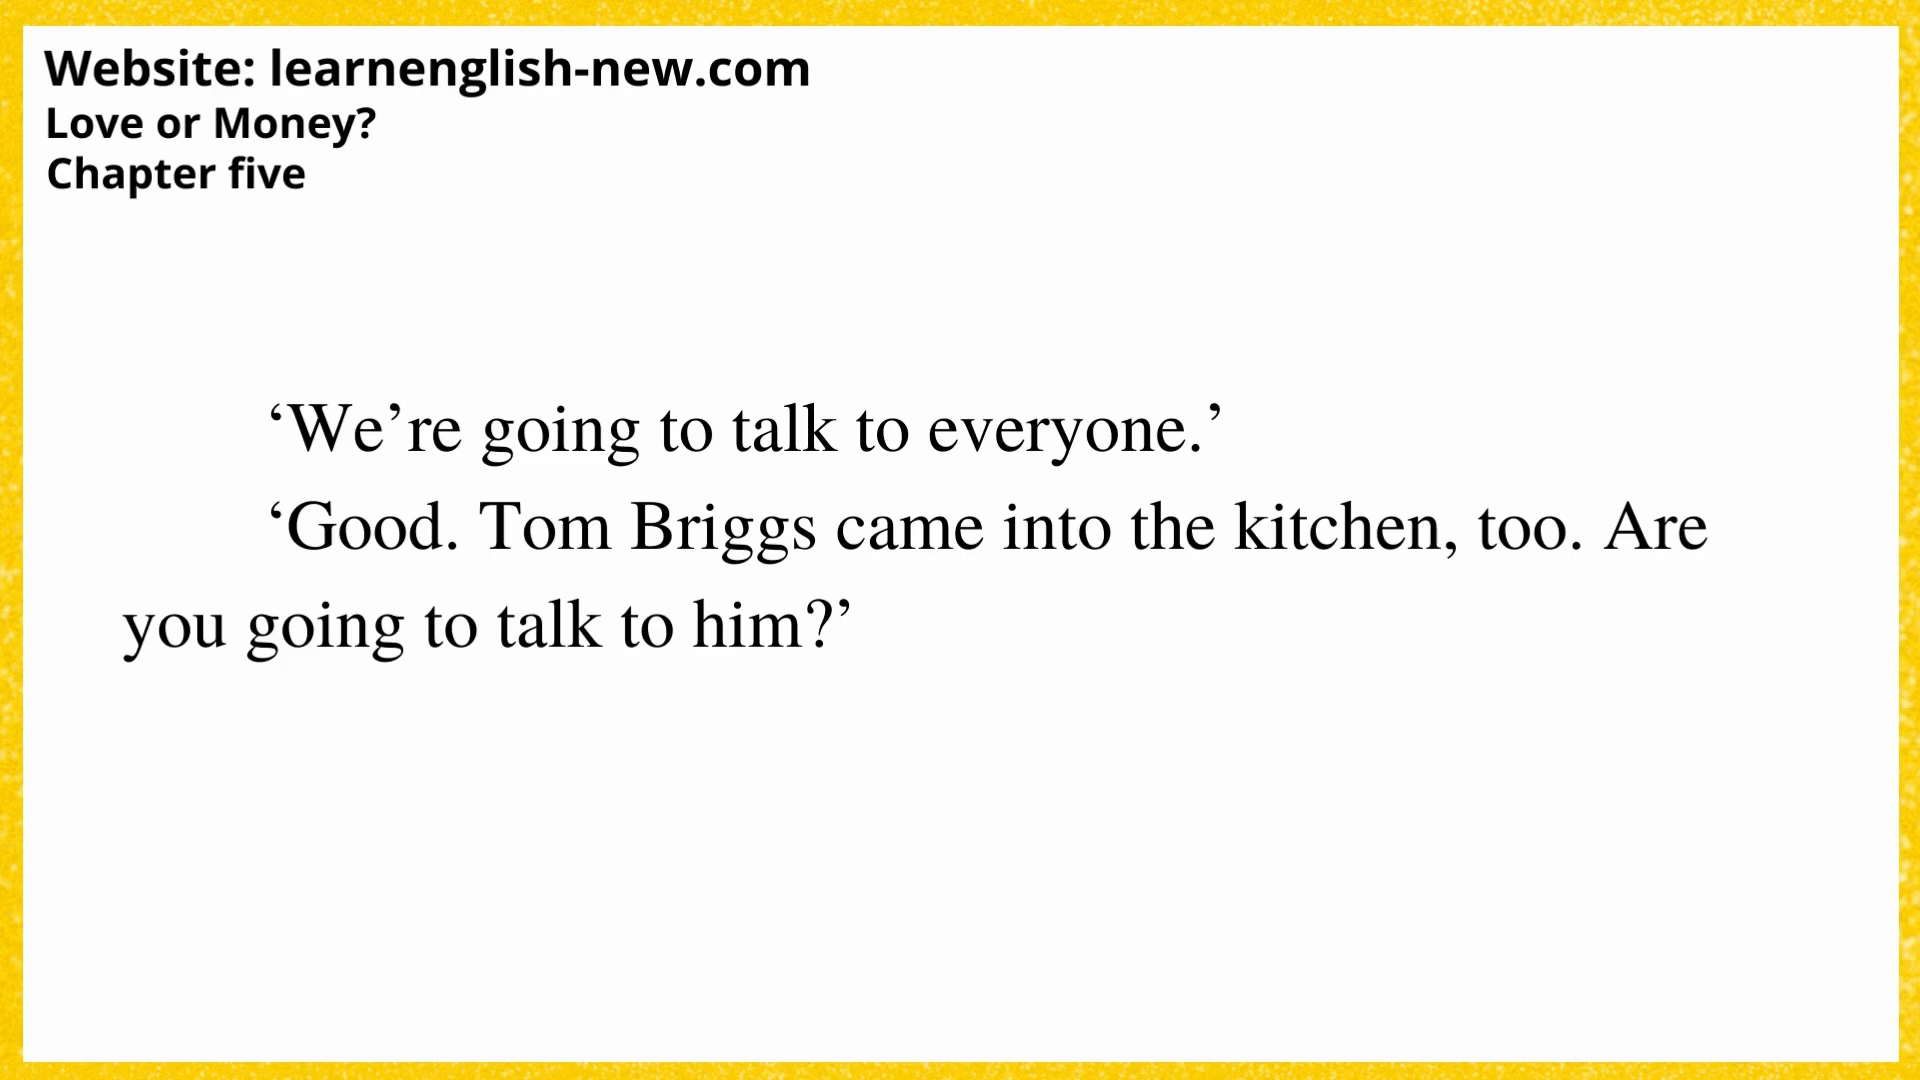 Website: learnenglish-new.com
Love or Money?
Chapter five
‘We’re going to talk to everyone.’
‘Good. Tom Briggs came into the kitchen, too. Are
you going to talk to him?’